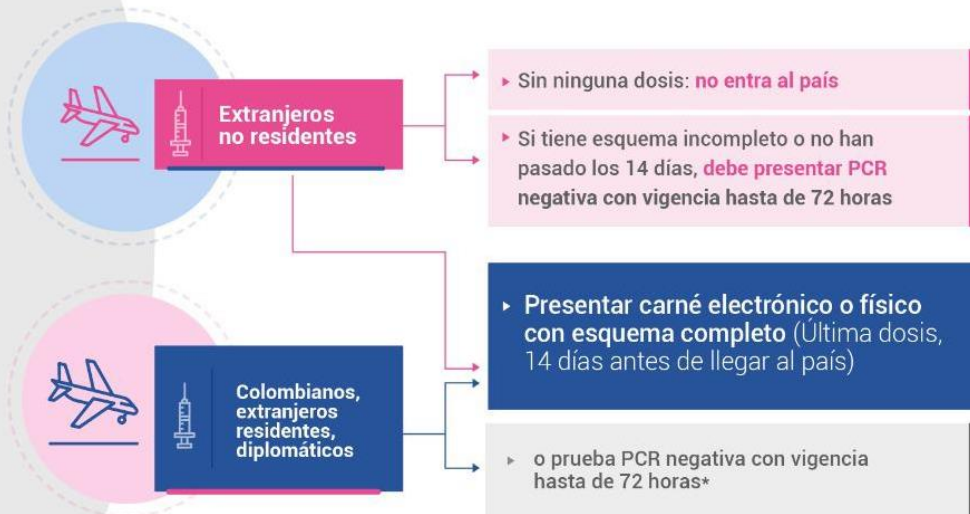 Extranjeros
no residentes
▸ Sin ninguna dosis: no entra al país
▸ Si tiene esquema incompleto o no han
pasado los 14 días, debe presentar PCR
negativa con vigencia hasta de 72 horas
▸ Presentar carné electrónico o físico
con esquema completo (Última dosis,
14 días antes de llegar al país)
Colombianos,
extranjeros
residentes,
diplomáticos
▸ o prueba PCR negativa con vigencia
hasta de 72 horas*